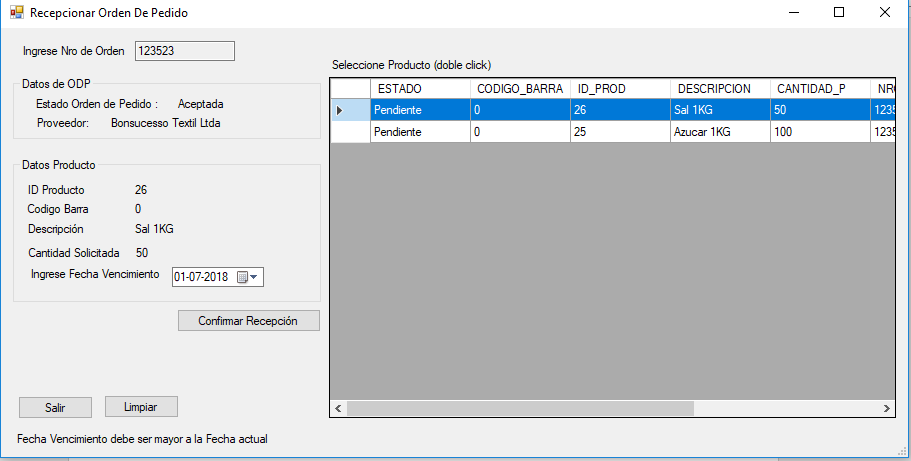 Recepcionar Orden De Pedido
Ingrese Nro de Orden 123523
Datos de ODP
Estado Orden de Pedido : Aceptada
Proveedor: Bonsucesso Textil Ltda
Datos Producto
ID Producto 26
Codigo Barra 0
Descripción Sal 1KG
Cantidad Solicitada 50
Ingrese Fecha Vencimiento 01-07-2018
Confirmar Recepción
Salir Limpiar
Fecha Vencimiento debe ser mayor a la Fecha actual
Seleccione Producto (doble click)
ESTADO CODIGO_BARRA ID_PROD DESCRIPCION CANTIDAD_P NRO
Pendiente 0 26 Sal 1KG 50 1235
Pendiente 0 25 Azucar 1KG 100 1235